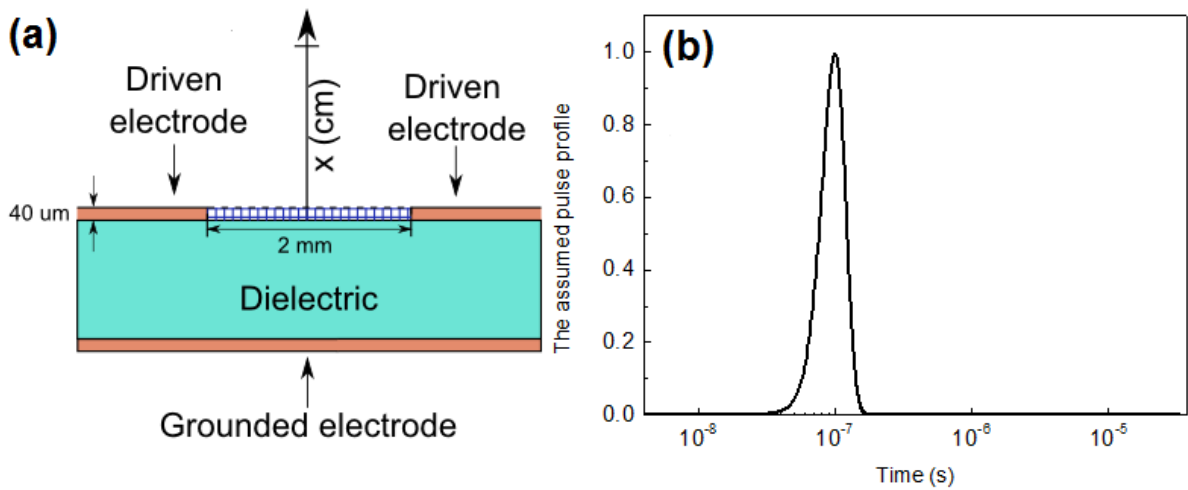 (a)
Driven
electrode
x (cm)
Driven
electrode
40 um
2 mm
Dielectric
Grounded electrode
(b)
The assumed pulse profile
1.0
0.8
0.6
0.4
0.2
0.0
10⁻⁸
10⁻⁷
10⁻⁶
10⁻⁵
Time (s)